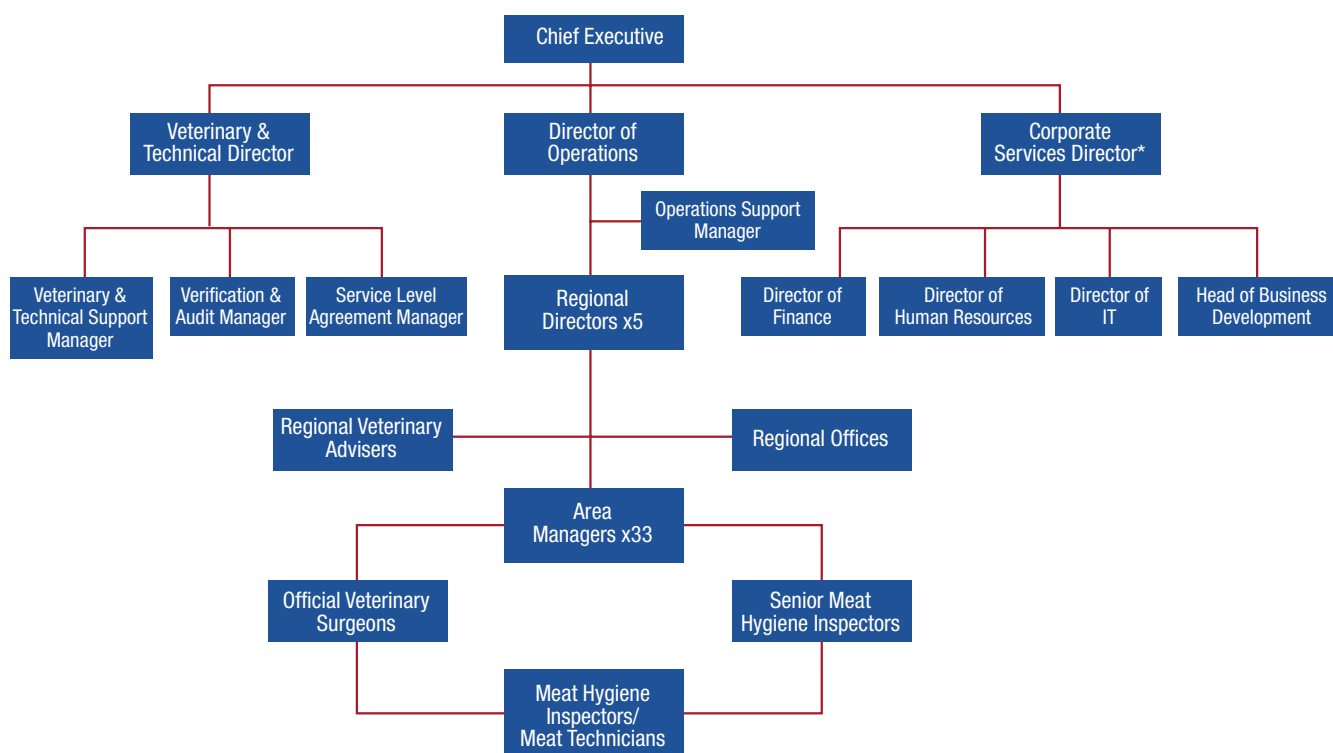 Chief Executive
Veterinary &
Technical Director
Director of
Operations
Corporate
Services Director*
Operations Support
Manager
Veterinary &
Technical Support
Manager
Verification &
Audit Manager
Service Level
Agreement Manager
Regional
Directors x5
Director of
Finance
Director of
Human Resources
Director of
IT
Head of Business
Development
Regional Veterinary
Advisers
Regional Offices
Area
Managers x33
Official Veterinary
Surgeons
Senior Meat
Hygiene Inspectors
Meat Hygiene
Inspectors/
Meat Technicians